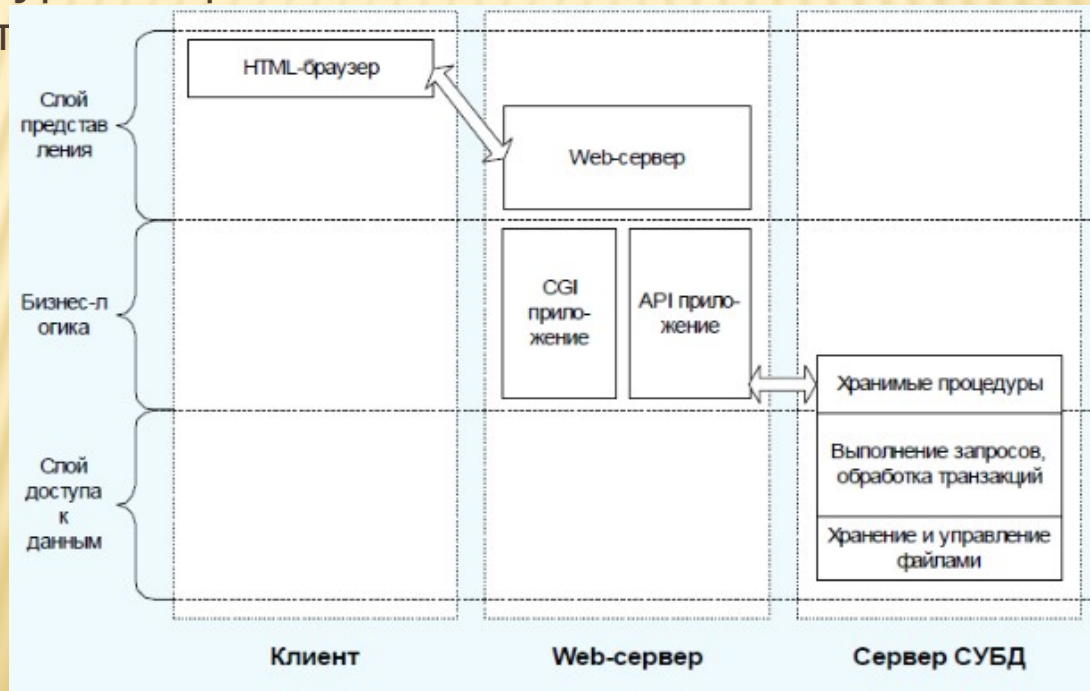 HTML-браузер
Слой
представ
ления
Web-сервер
CGI
прило-
жение
API прило-
жение
Бизнес-л
огика
Хранимые процедуры
Выполнение запросов,
обработка транзакций
Хранение и управление
файлами
Слой
доступа
к
данным
Клиент
Web-сервер
Сервер СУБД